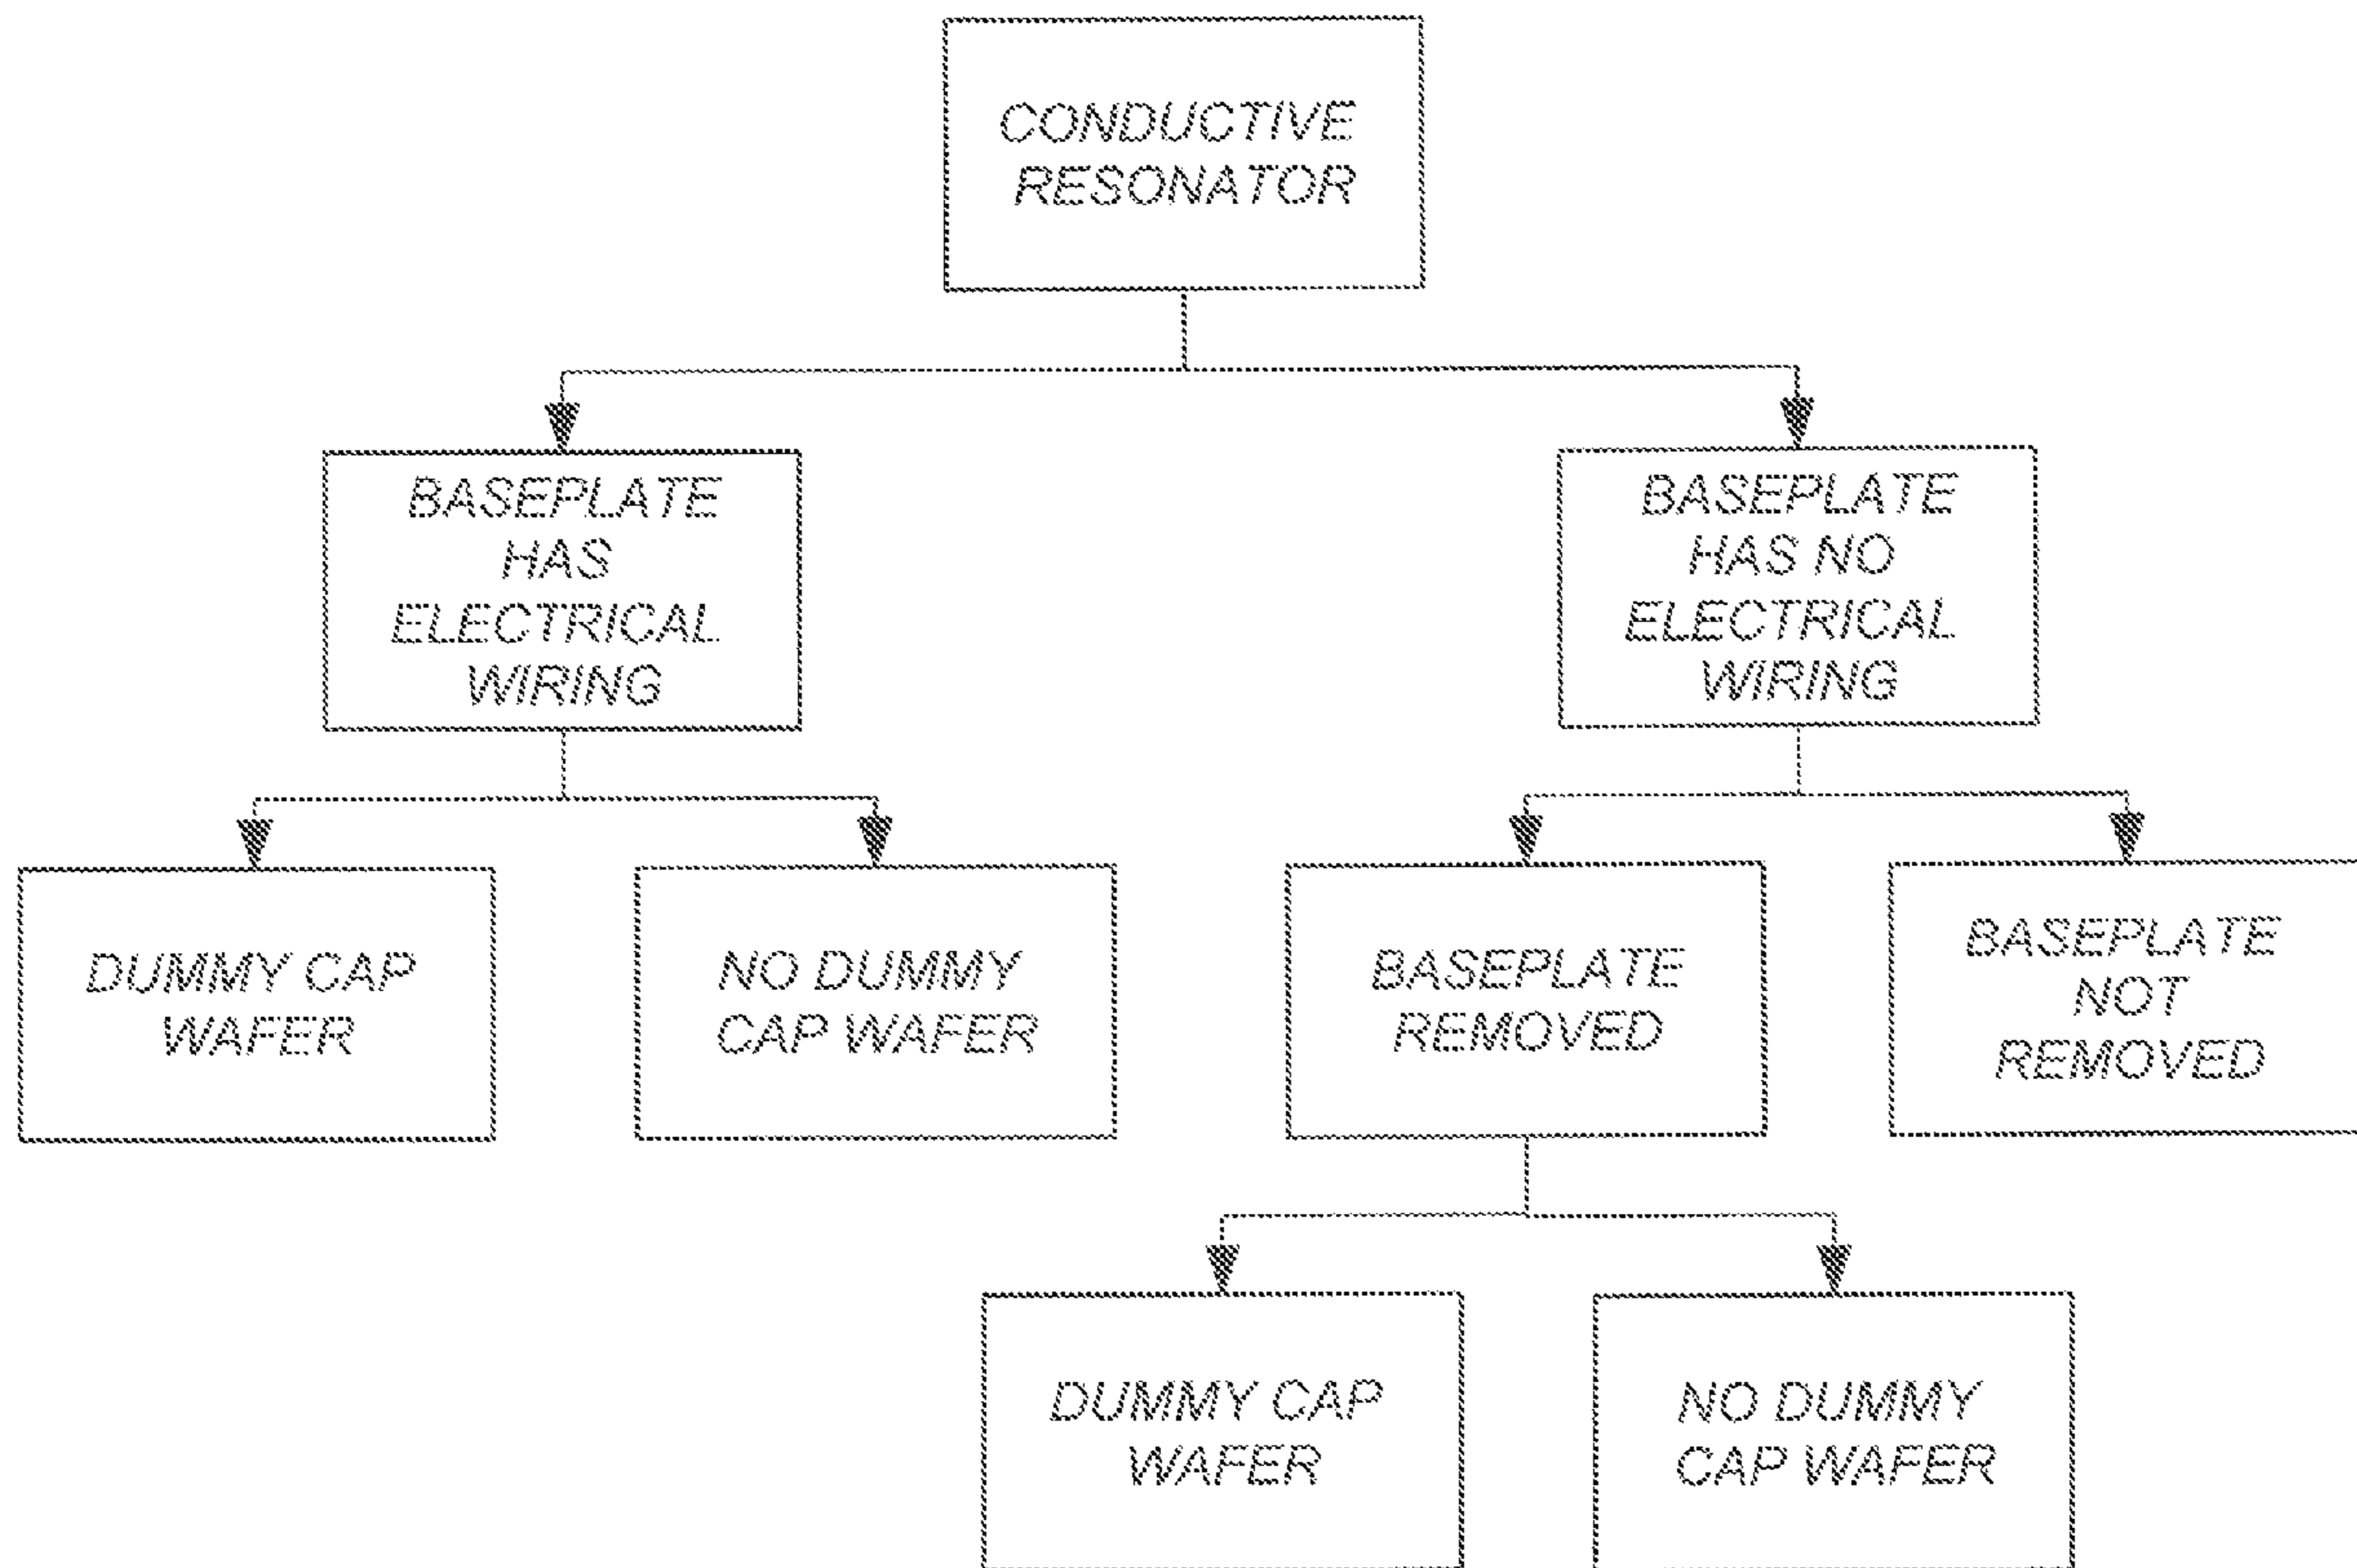 CONDUCTIVE
RESONATOR
BASEPLATE
HAS
ELECTRICAL
WIRING
BASEPLATE
HAS NO
ELECTRICAL
WIRING
DUMMY CAP
WAFER
NO DUMMY
CAP WAFER
BASEPLATE
REMOVED
BASEPLATE
NOT
REMOVED
DUMMY CAP
WAFER
NO DUMMY
CAP WAFER